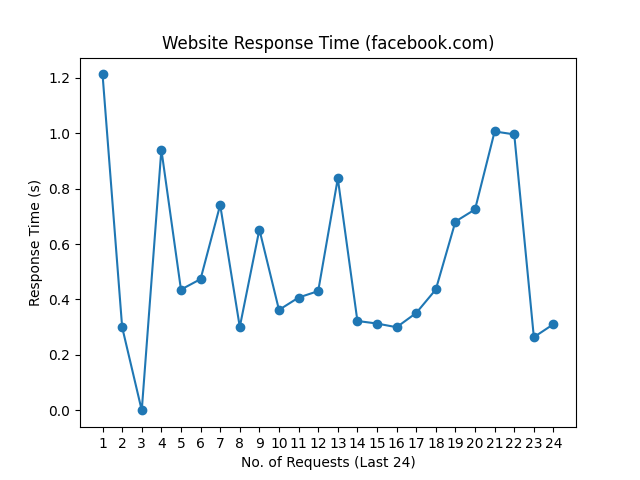 Website Response Time (facebook.com)
1.2
1.0
0.8
0.6
0.4
0.2
0.0
Response Time (s)
1 2 3 4 5 6 7 8 9 10 11 12 13 14 15 16 17 18 19 20 21 22 23 24
No. of Requests (Last 24)